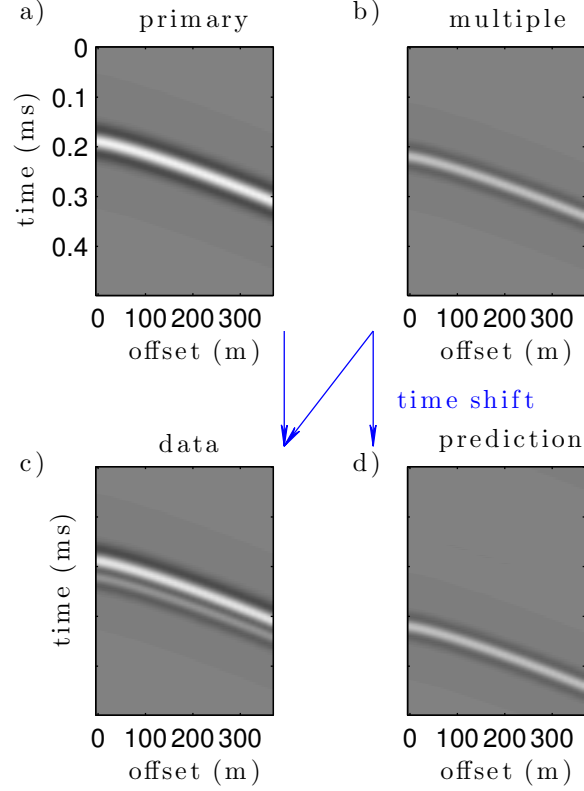 a)
primary
b)
multiple
0
0.1
0.2
0.3
0.4
time (ms)
0 100 200 300
offset (m)
0 100 200 300
offset (m)
time shift
c)
data
d)
prediction
time (ms)
0 100 200 300
offset (m)
0 100 200 300
offset (m)